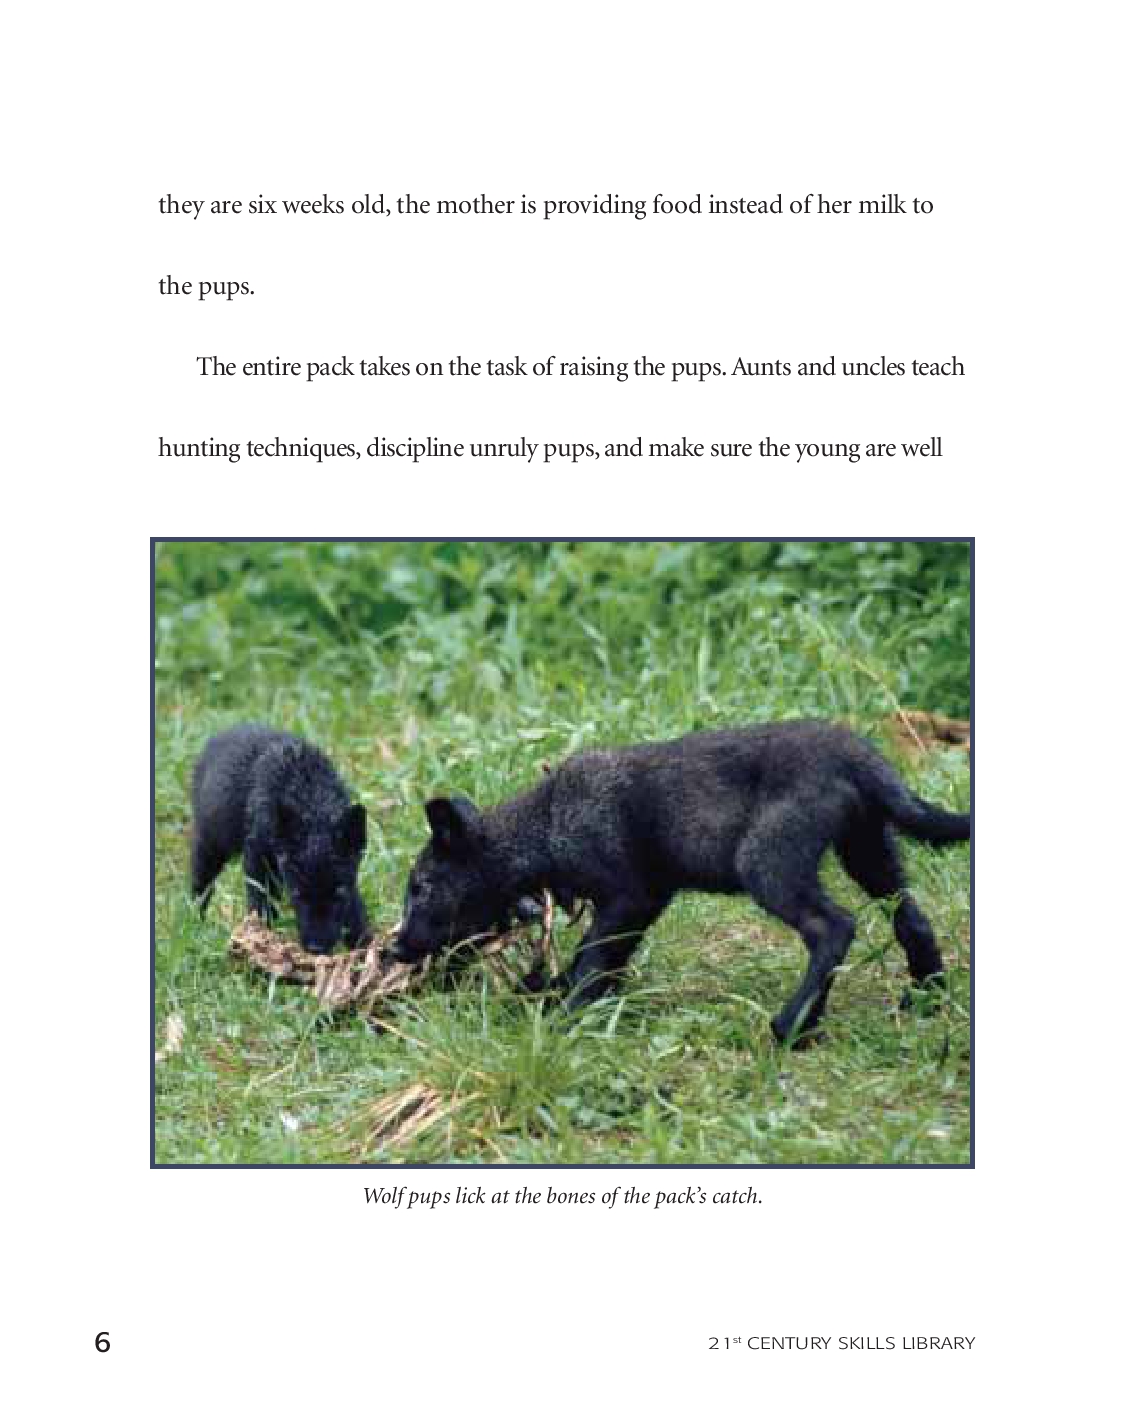 they are six weeks old, the mother is providing food instead of her milk to
the pups.
The entire pack takes on the task of raising the pups. Aunts and uncles teach
hunting techniques, discipline unruly pups, and make sure the young are well
Wolf pups lick at the bones of the pack’s catch.
6
21st CENTURY SKILLS LIBRARY